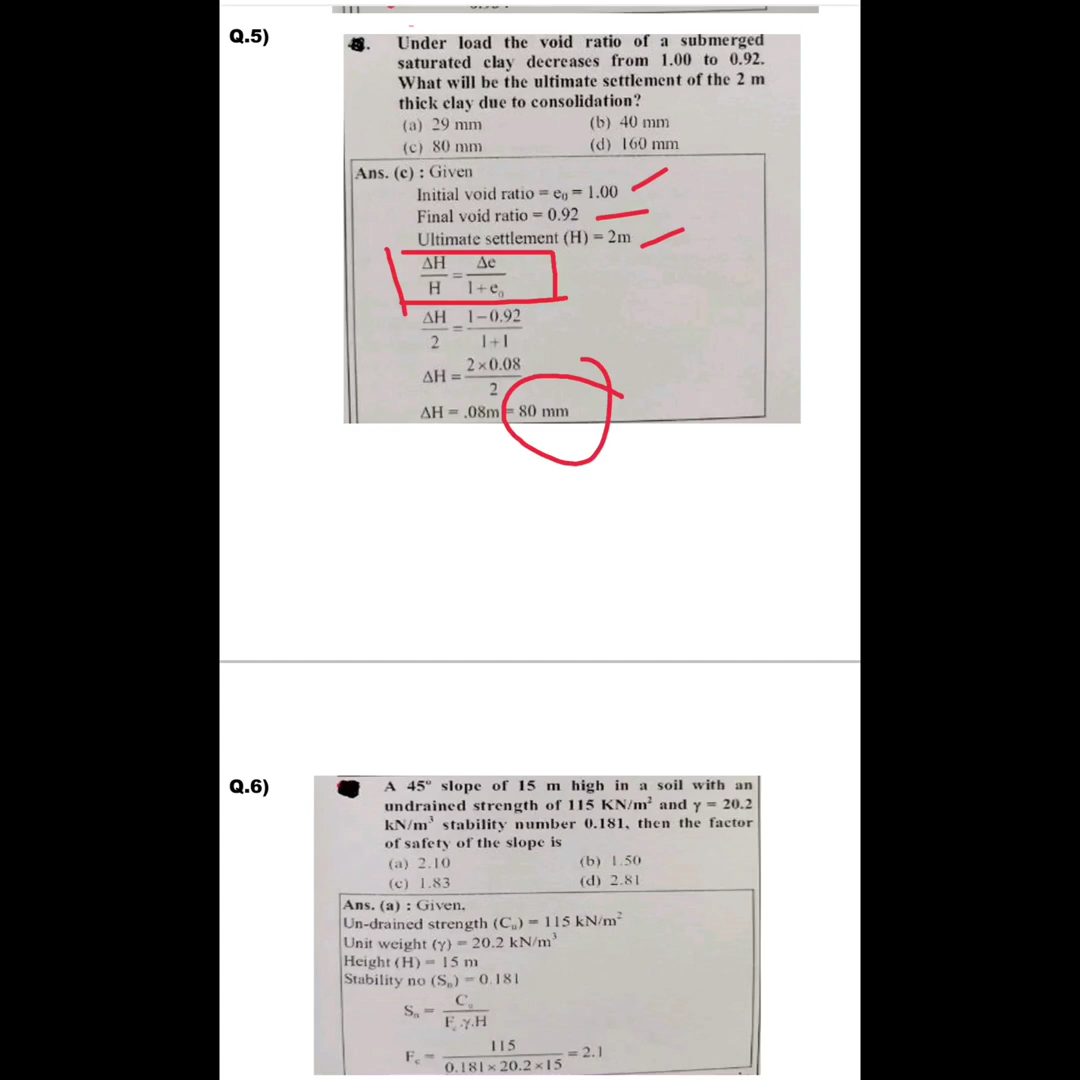 Q.5)
Under load the void ratio of a submerged
saturated clay decreases from 1.00 to 0.92.
What will be the ultimate settlement of the 2 m
thick clay due to consolidation?
(a) 29 mm (b) 40 mm
(c) 80 mm (d) 160 mm
Ans. (c) : Given
Initial void ratio = e₀ = 1.00
Final void ratio = 0.92
Ultimate settlement (H) = 2m
ΔH/H = Δe/1+e₀
ΔH/2 = 1−0.92/1+1
ΔH = 2×0.08/2
ΔH = .08m = 80 mm
Q.6)
A 45° slope of 15 m high in a soil with an
undrained strength of 115 KN/m² and γ = 20.2
kN/m³ stability number 0.181, then the factor
of safety of the slope is
(a) 2.10 (b) 1.50
(c) 1.83 (d) 2.81
Ans. (a) : Given,
Un-drained strength (Cᵤ) = 115 kN/m²
Unit weight (γ) = 20.2 kN/m³
Height (H) = 15 m
Stability no (Sₙ) = 0.181
Sₙ = Cᵤ/F꜀.γ.H
F꜀ = 115/0.181×20.2×15 = 2.1